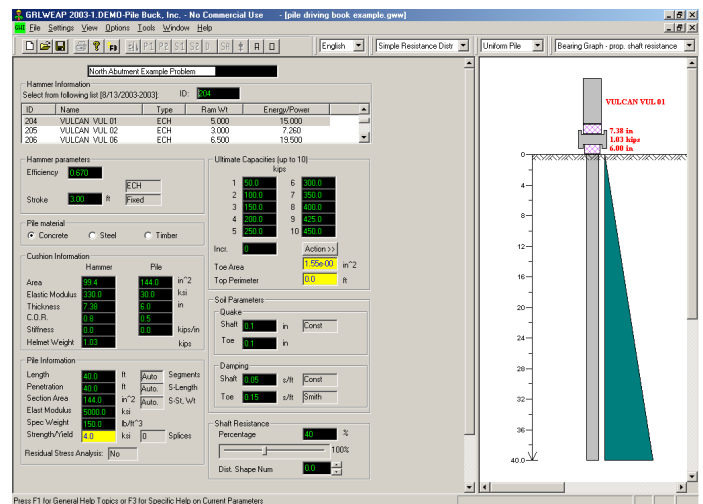 GRLWEAP 2003-1.DEMO-Pile Buck, Inc. - No Commercial Use - [pile driving book example.gww]
File Settings View Options Tools Window Help
P1 P2 S1 S2 D SA A
English Simple Resistance Distr Uniform Pile Bearing Graph - prop. shaft resistance
North Abutment Example Problem
Hammer Information
Select from following list [8/13/2003-2003]: ID: 204
ID Name Type Ram Wt Energy/Power
204 VULCAN VUL 01 ECH 5.000 15.000
205 VULCAN VUL 02 ECH 3.000 7.260
206 VULCAN VUL 06 ECH 6.500 19.500
Hammer parameters
Efficiency 0.670
ECH
Stroke 3.00 ft Fixed
Pile material
Concrete Steel Timber
Cushion Information
Hammer Pile
Area 99.4 144.0 in^2
Elastic Modulus 330.0 30.0 ksi
Thickness 7.38 6.0 in
C.O.R. 0.8 0.5
Stiffness 0.0 0.0 kips/in
Helmet Weight 1.03 kips
Pile Information
Length 40.0 ft Auto Segments
Penetration 40.0 ft Auto. S-Length
Section Area 144.0 in^2 Auto. S-St, Wt
Elast Modulus 5000.0 ksi
Spec Weight 150.0 lb/ft^3
Strength/Yield 4.0 ksi 0 Splices
Residual Stress Analysis: No
Ultimate Capacities (up to 10)
kips
1 50.0 6 300.0
2 100.0 7 350.0
3 150.0 8 400.0
4 200.0 9 425.0
5 250.0 10 450.0
Incr. 0 Action >>
Toe Area 1.55e-00 in^2
Top Perimeter 0.0 ft
Soil Parameters
Quake
Shaft 0.1 in Const
Toe 0.1 in
Damping
Shaft 0.05 s/ft Const
Toe 0.15 s/ft Smith
Shaft Resistance
Percentage 40 %
100%
Dist. Shape Num 0.0
VULCAN VUL 01
7.38 in
1.03 kips
6.00 in
0
4
8
12
16
20
24
28
36
40.0
Press F1 for General Help Topics or F3 for Specific Help on Current Parameters